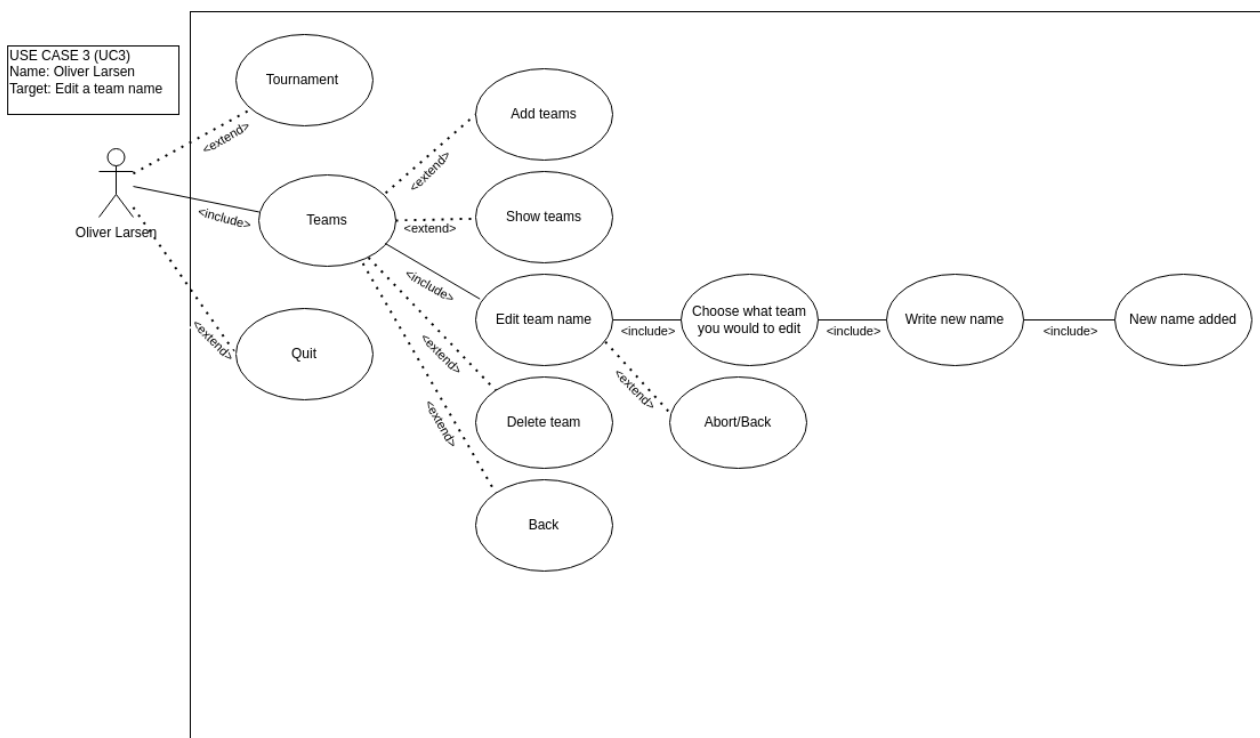 USE CASE 3 (UC3)
Name: Oliver Larsen
Target: Edit a team name
Tournament
<extend>
Add teams
<extend>
Oliver Larsen
<include>
Teams
Show teams
<extend>
<include>
Edit team name
<include>
Choose what team
you would to edit
<include>
Write new name
<include>
New name added
<extend>
Quit
<extend>
<extend>
Delete team
<extend>
Abort/Back
<extend>
Back